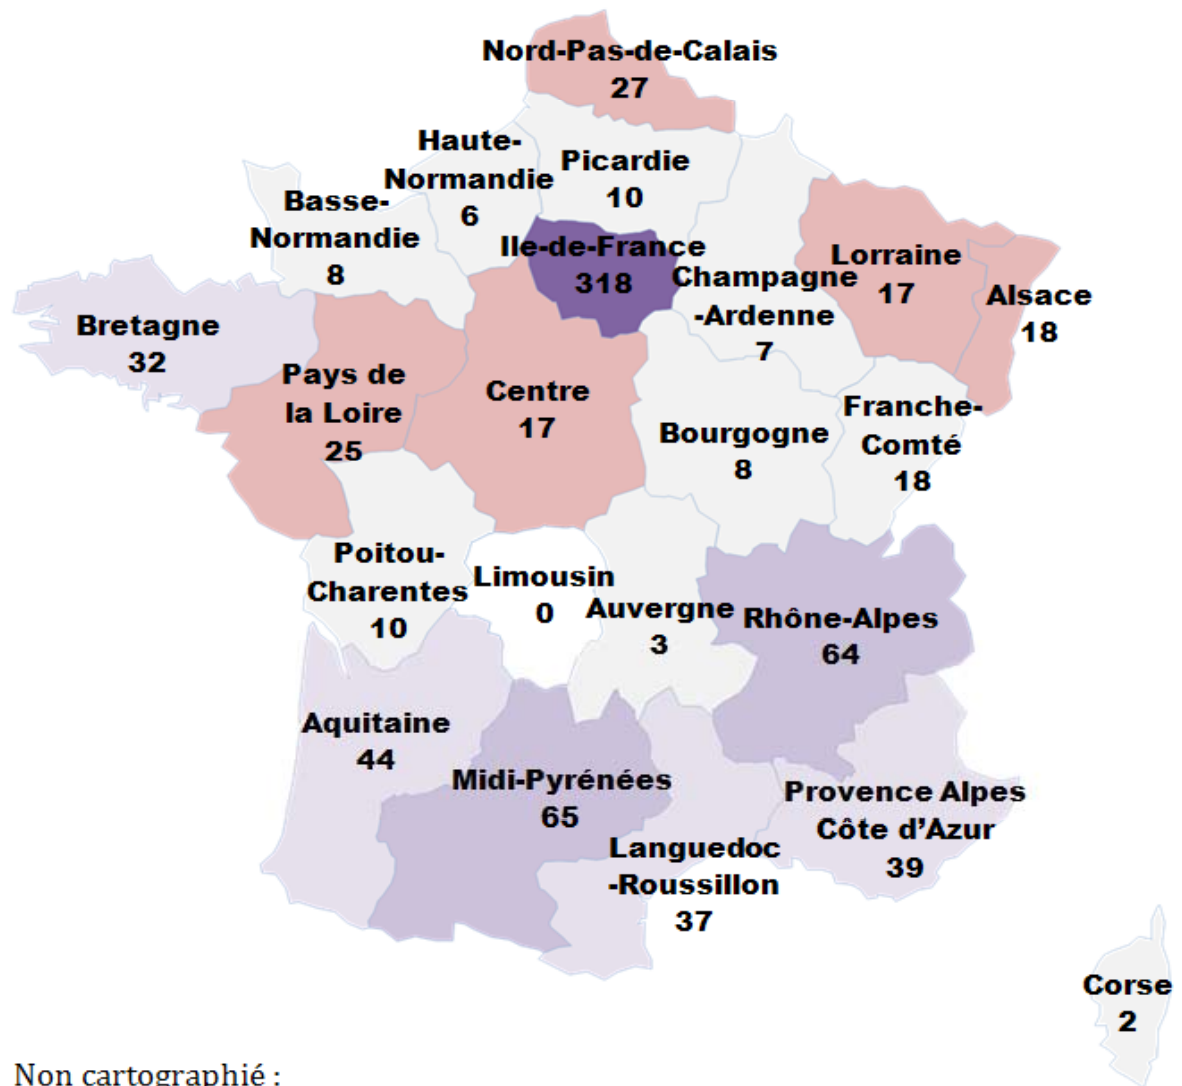 Nord-Pas-de-Calais
27
Haute-
Normandie
6
Picardie
10
Basse-
Normandie
8
Ile-de-France
318
Champagne
-Ardenne
7
Lorraine
17
Alsace
18
Bretagne
32
Pays de
la Loire
25
Centre
17
Bourgogne
8
Franche-
Comté
18
Poitou-
Charentes
10
Limousin
0
Auvergne
3
Rhône-Alpes
64
Aquitaine
44
Midi-Pyrénées
65
Languedoc
-Roussillon
37
Provence Alpes
Côte d’Azur
39
Corse
2
Non cartographié :